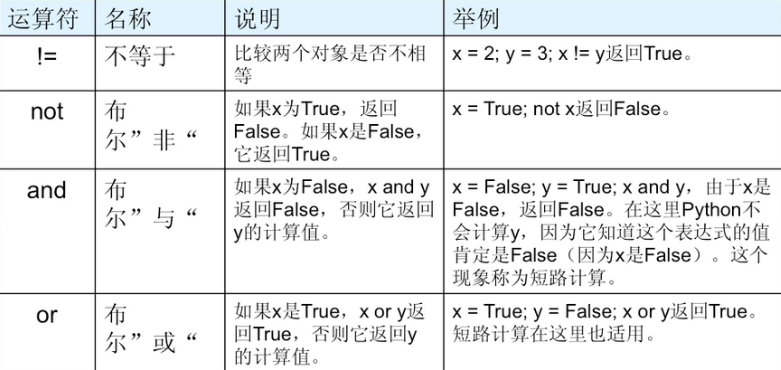 运算符 名称 说明 举例
!= 不等于 比较两个对象是否不相 x = 2; y = 3; x != y返回True。
等
not 布 如果x为True，返回 x = True; not x返回False。
尔”非“ False。如果x是False，
它返回True。
and 布 如果x为False，x and y x = False; y = True; x and y，由于x是
尔”与“ 返回False，否则它返回 False，返回False。在这里Python不
y的计算值。 会计算y，因为它知道这个表达式的值
肯定是False（因为x是False）。这个
现象称为短路计算。
or 布 如果x是True，x or y返 x = True; y = False; x or y返回True。
尔”或“ 回True，否则它返回y 短路计算在这里也适用。
的计算值。